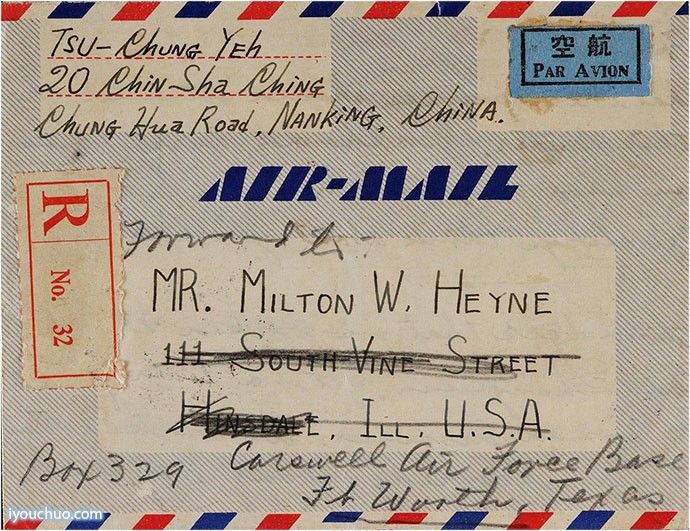 Tsu-Chung Yeh
20 Chin Sha Ching
Chung Hua Road, Nanking, China.
空航
PAR AVION
AIR-MAIL
R
No. 32
Forward to:
MR. MILTON W. HEYNE
111 SOUTH VINE STREET
HINSDALE, ILL. U.S.A.
Box 329 Carswell Air Force Base
Ft Worth, Texas
iyouchuo.com